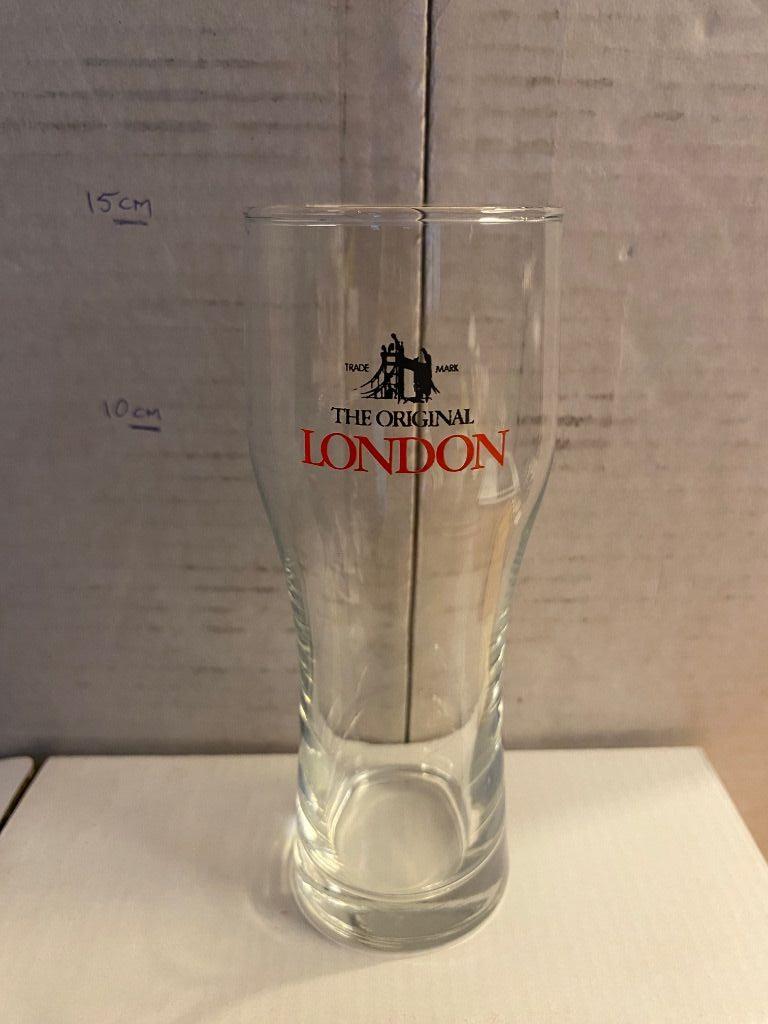 15cm
TRADE MARK
10cm
THE ORIGINAL
LONDON